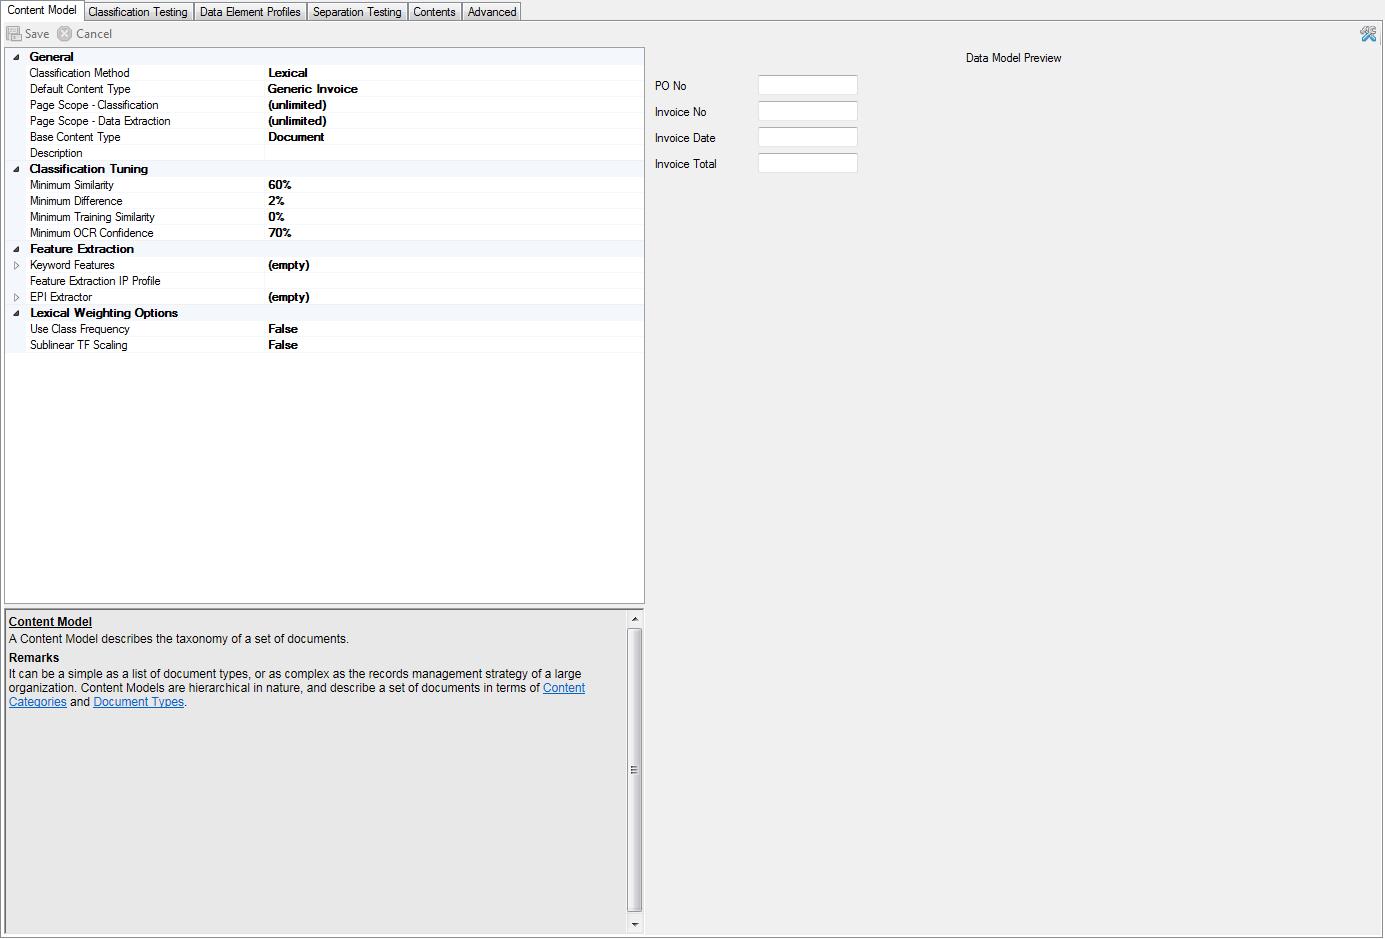 Content Model Classification Testing Data Element Profiles Separation Testing Contents Advanced
Save Cancel
General
Classification Method Lexical
Default Content Type Generic Invoice
Page Scope - Classification (unlimited)
Page Scope - Data Extraction (unlimited)
Base Content Type Document
Description
Classification Tuning
Minimum Similarity 60%
Minimum Difference 2%
Minimum Training Similarity 0%
Minimum OCR Confidence 70%
Feature Extraction
Keyword Features (empty)
Feature Extraction IP Profile
EPI Extractor (empty)
Lexical Weighting Options
Use Class Frequency False
Sublinear TF Scaling False
Content Model
A Content Model describes the taxonomy of a set of documents.
Remarks
It can be a simple as a list of document types, or as complex as the records management strategy of a large
organization. Content Models are hierarchical in nature, and describe a set of documents in terms of Content
Categories and Document Types.
Data Model Preview
PO No
Invoice No
Invoice Date
Invoice Total